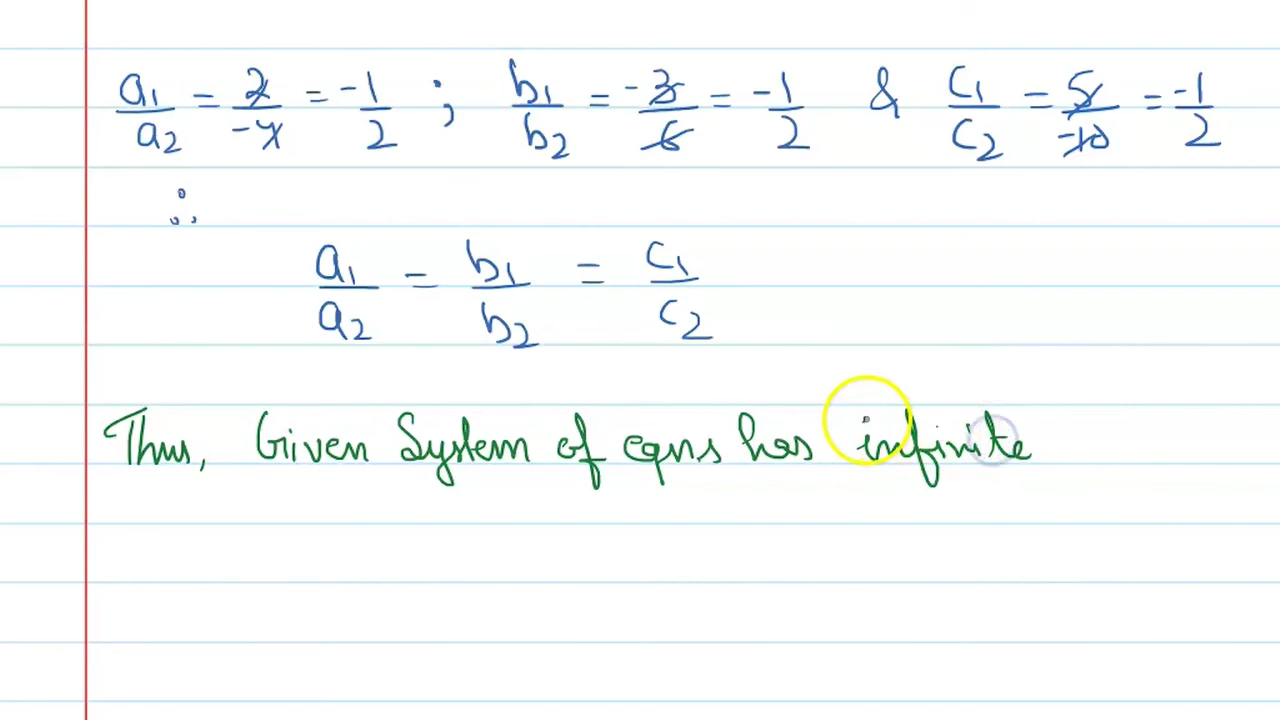 a1/a2 = 2/-4 = -1/2 ; b1/b2 = -3/6 = -1/2 & c1/c2 = 5/-10 = -1/2
∴
a1/a2 = b1/b2 = c1/c2
Thus, Given System of eqns has infinite